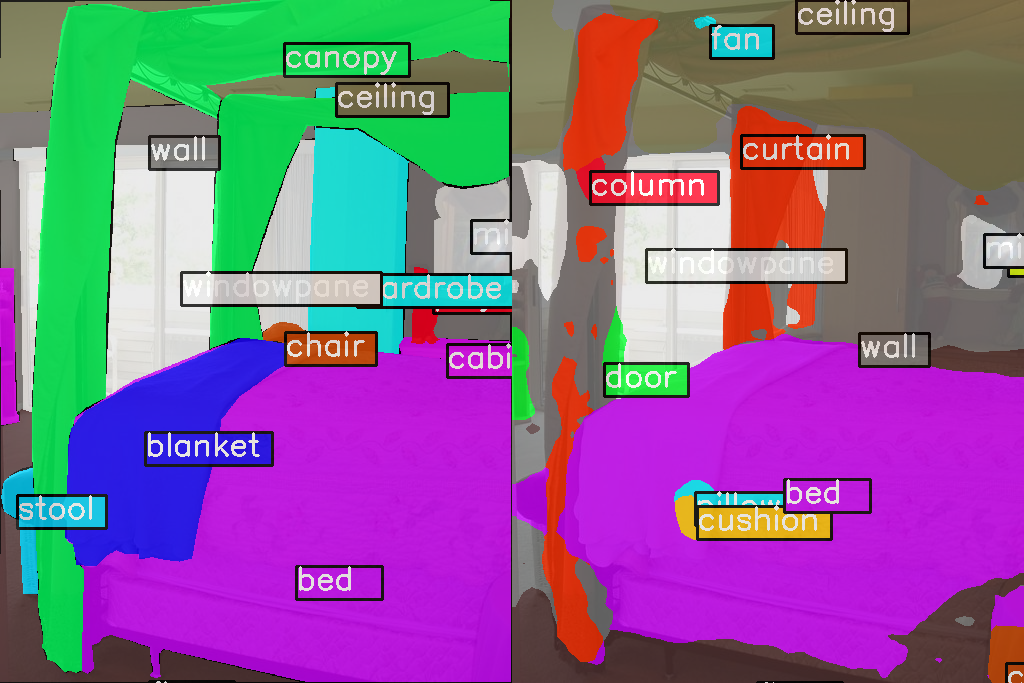 canopy
ceiling
wall
windowpane
ardrobe
chair
cabi
blanket
stool
bed
ceiling
fan
curtain
column
mi
windowpane
mi
wall
door
pillow
bed
cushion
c